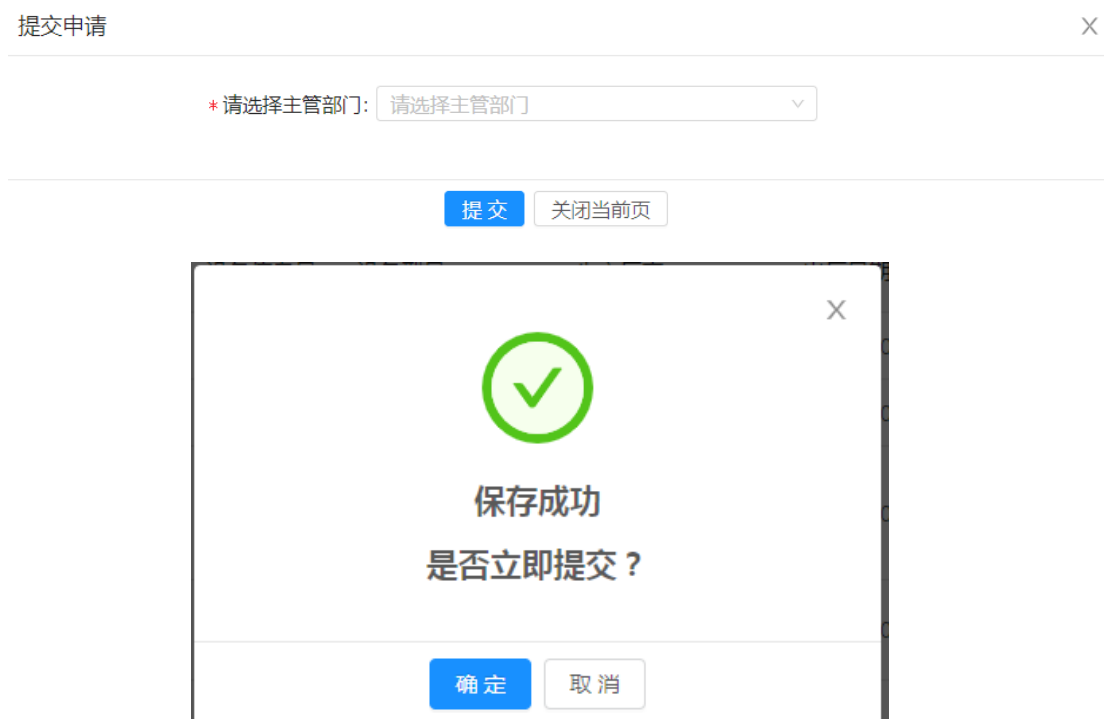 提交申请
* 请选择主管部门: 请选择主管部门
提 交 关闭当前页
保存成功
是否立即提交？
确 定 取 消